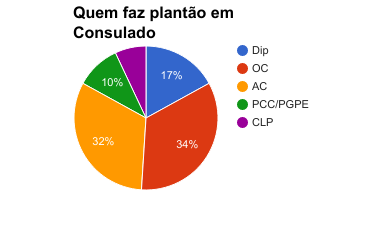 Quem faz plantão em
Consulado
Dip
OC
AC
PCC/PGPE
CLP
17%
34%
32%
10%